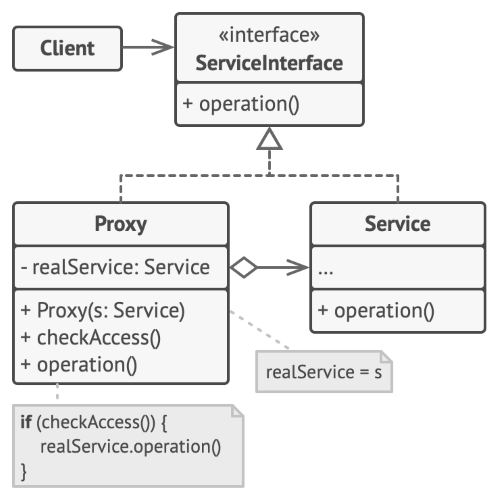 Client
«interface»
ServiceInterface
+ operation()
Proxy
- realService: Service
+ Proxy(s: Service)
+ checkAccess()
+ operation()
Service
...
+ operation()
realService = s
if (checkAccess()) {
realService.operation()
}